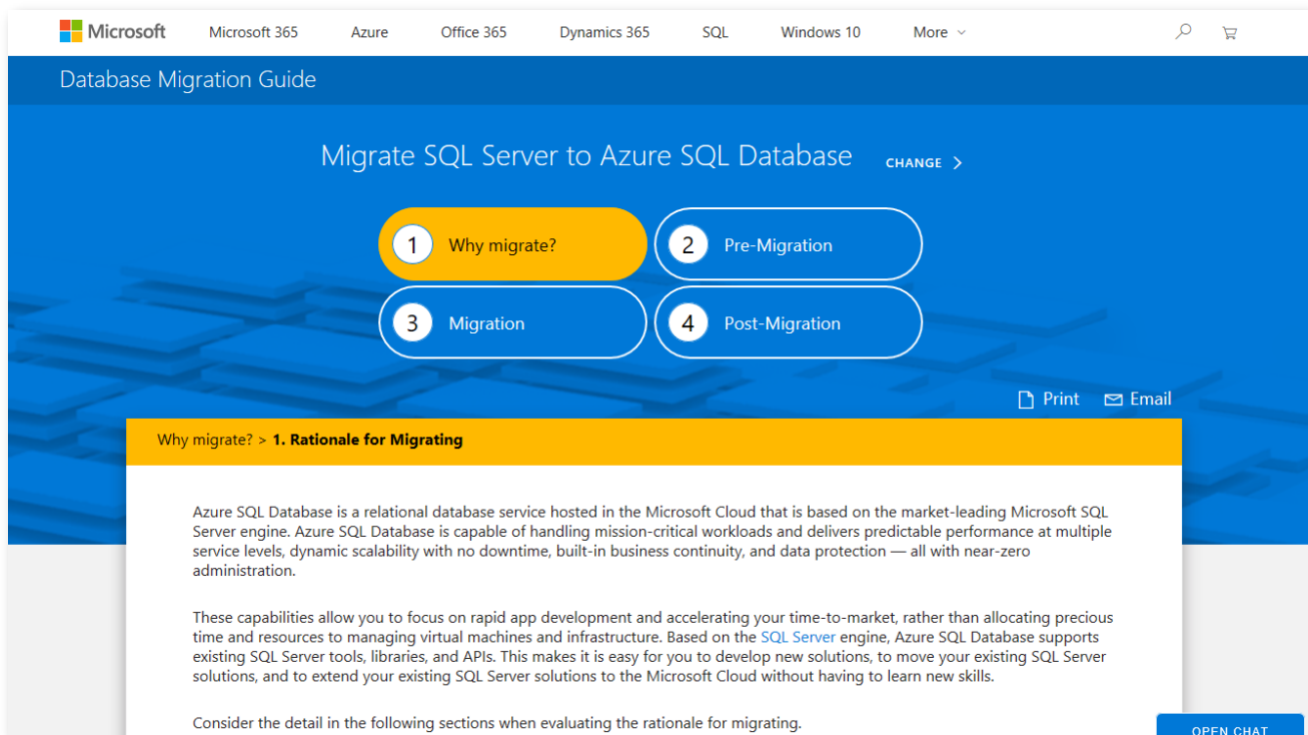 Microsoft Microsoft 365 Azure Office 365 Dynamics 365 SQL Windows 10 More
Database Migration Guide
Migrate SQL Server to Azure SQL Database CHANGE >
1 Why migrate? 2 Pre-Migration
3 Migration 4 Post-Migration
Print Email
Why migrate? > 1. Rationale for Migrating
Azure SQL Database is a relational database service hosted in the Microsoft Cloud that is based on the market-leading Microsoft SQL
Server engine. Azure SQL Database is capable of handling mission-critical workloads and delivers predictable performance at multiple
service levels, dynamic scalability with no downtime, built-in business continuity, and data protection — all with near-zero
administration.
These capabilities allow you to focus on rapid app development and accelerating your time-to-market, rather than allocating precious
time and resources to managing virtual machines and infrastructure. Based on the SQL Server engine, Azure SQL Database supports
existing SQL Server tools, libraries, and APIs. This makes it is easy for you to develop new solutions, to move your existing SQL Server
solutions, and to extend your existing SQL Server solutions to the Microsoft Cloud without having to learn new skills.
Consider the detail in the following sections when evaluating the rationale for migrating.
OPEN CHAT